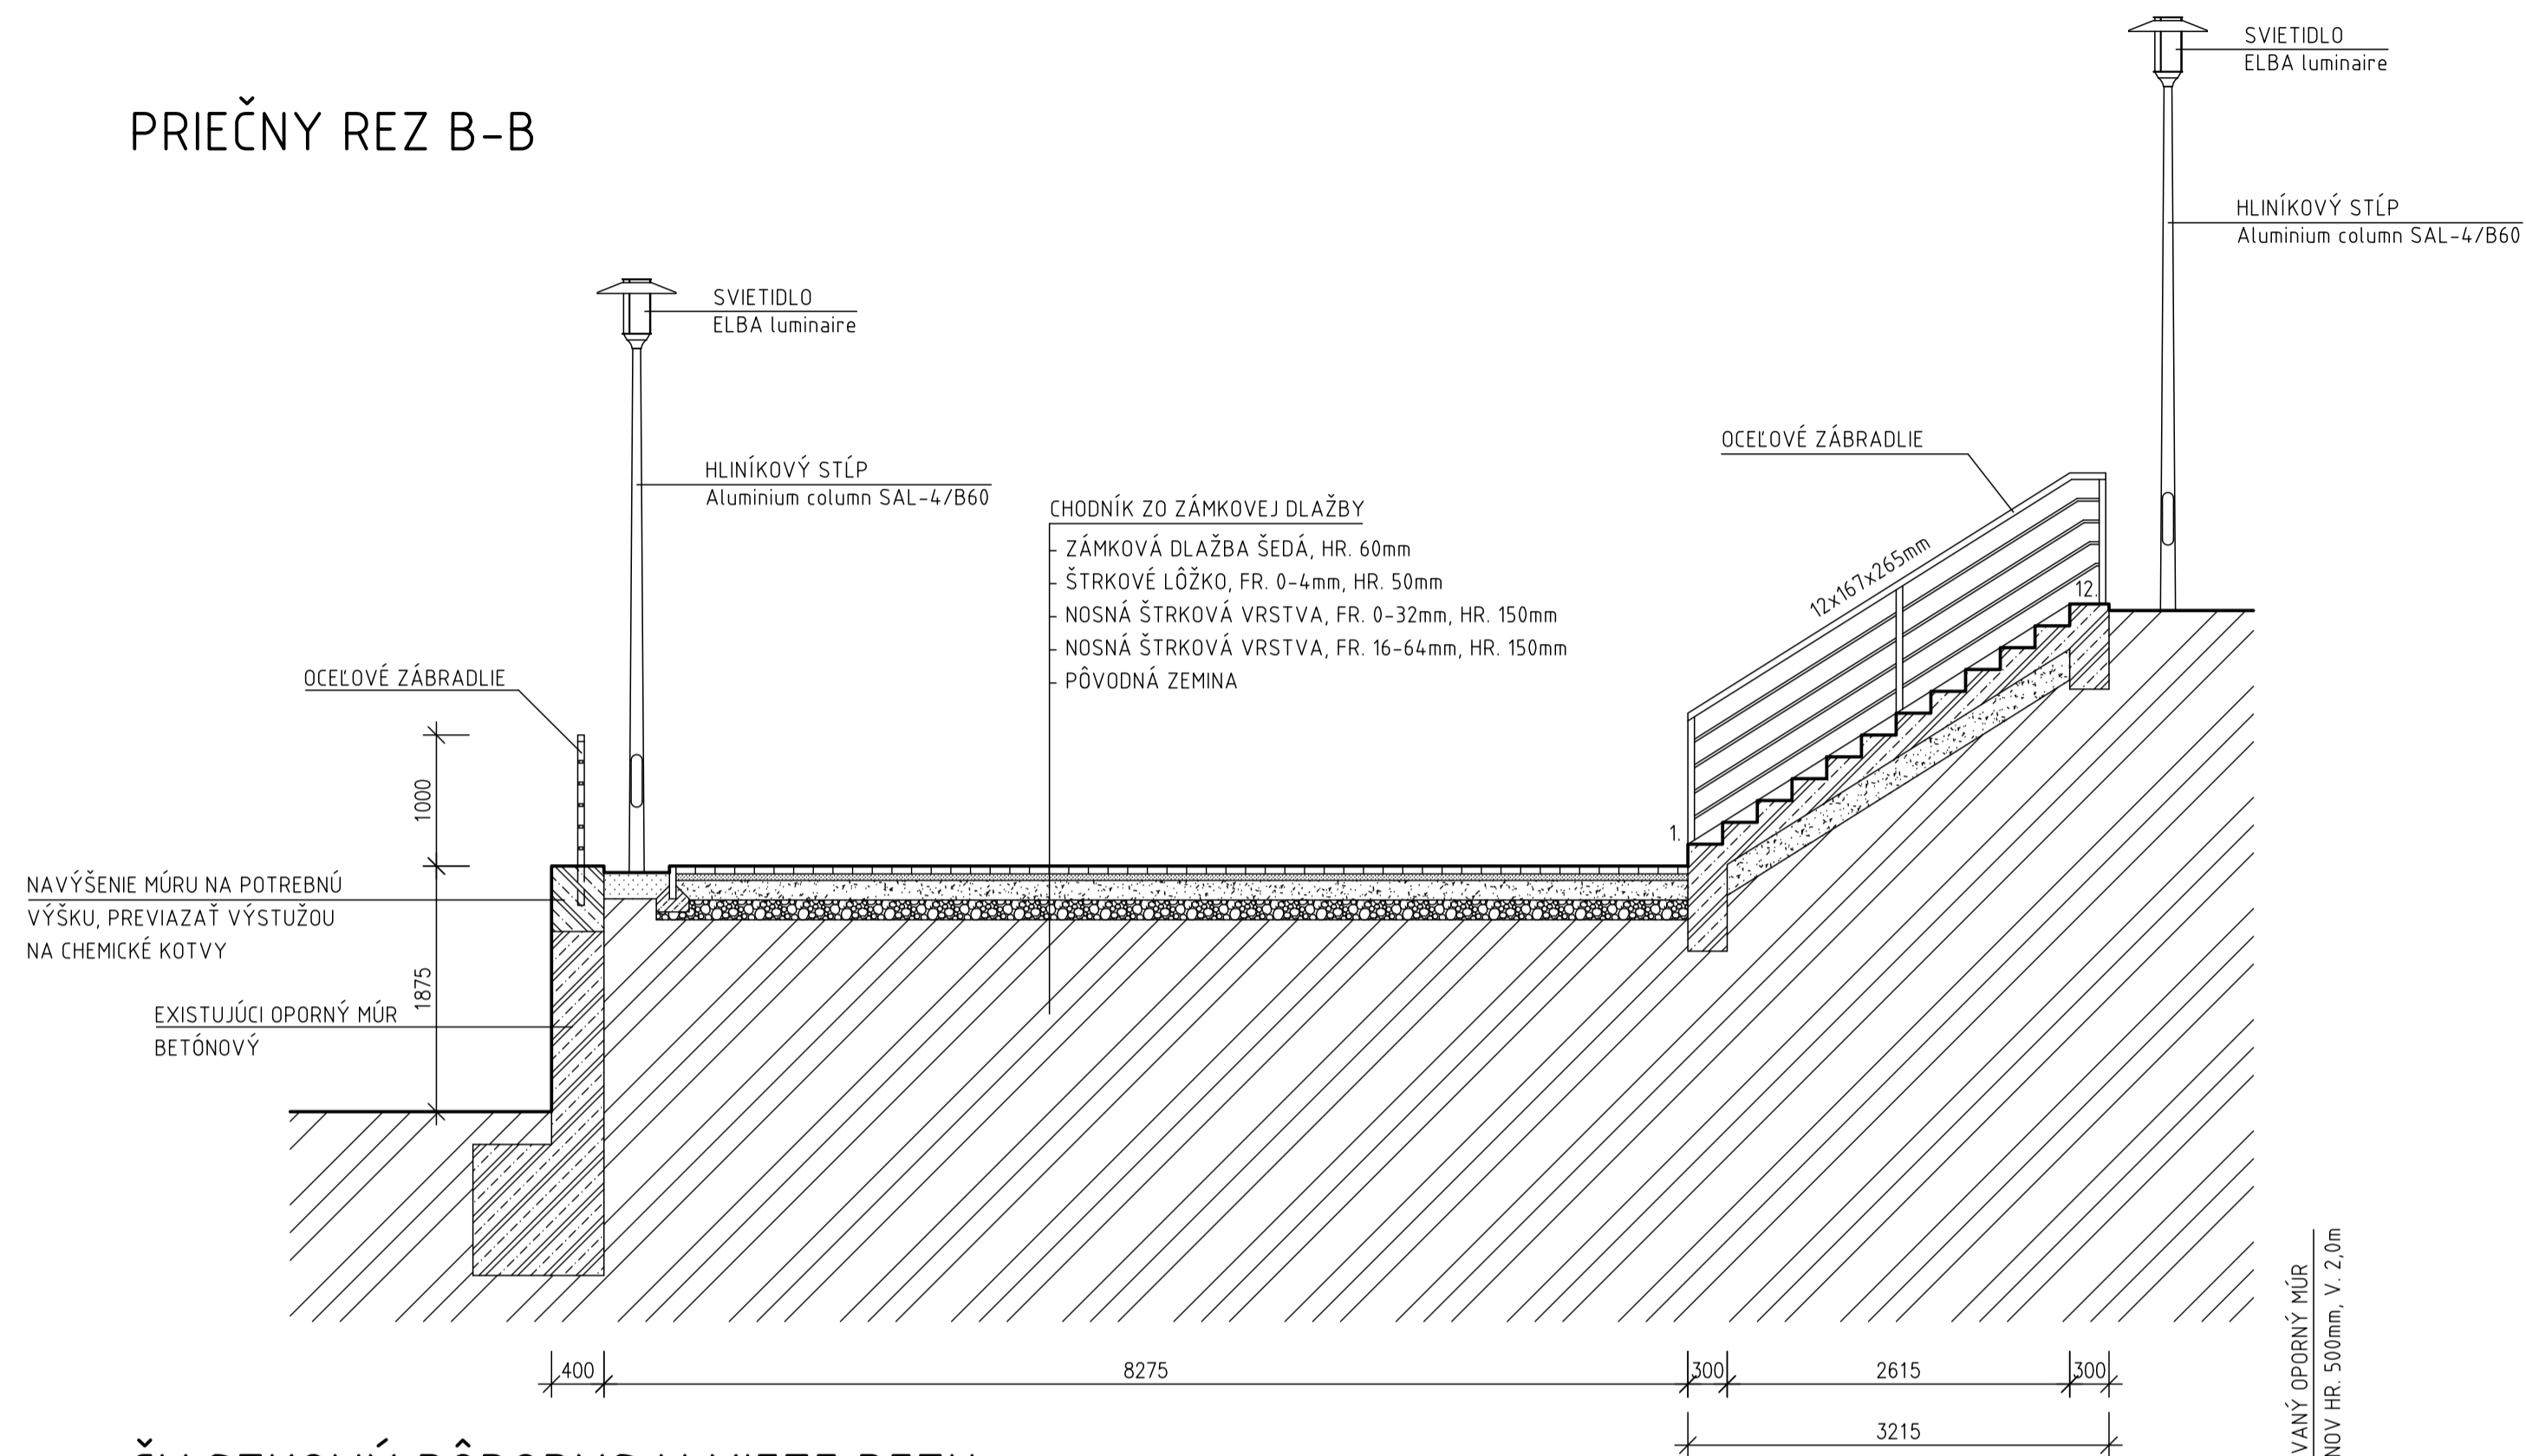 PRIEČNY REZ B-B
SVIETIDLO
ELBA luminaire
HLINÍKOVÝ STĹP
Aluminium column SAL-4/B60
SVIETIDLO
ELBA luminaire
HLINÍKOVÝ STĹP
Aluminium column SAL-4/B60
OCEĽOVÉ ZÁBRADLIE
12x167x265mm
12.
1.
CHODNÍK ZO ZÁMKOVEJ DLAŽBY
ZÁMKOVÁ DLAŽBA ŠEDÁ, HR. 60mm
ŠTRKOVÉ LÔŽKO, FR. 0-4mm, HR. 50mm
NOSNÁ ŠTRKOVÁ VRSTVA, FR. 0-32mm, HR. 150mm
NOSNÁ ŠTRKOVÁ VRSTVA, FR. 16-64mm, HR. 150mm
PÔVODNÁ ZEMINA
OCEĽOVÉ ZÁBRADLIE
1000
NAVÝŠENIE MÚRU NA POTREBNÚ
VÝŠKU, PREVIAZAŤ VÝSTUŽOU
NA CHEMICKÉ KOTVY
1875
EXISTUJÚCI OPORNÝ MÚR
BETÓNOVÝ
400
8275
300
2615
300
3215
VANÝ OPORNÝ MÚR
NOV HR. 500mm, V. 2,0m